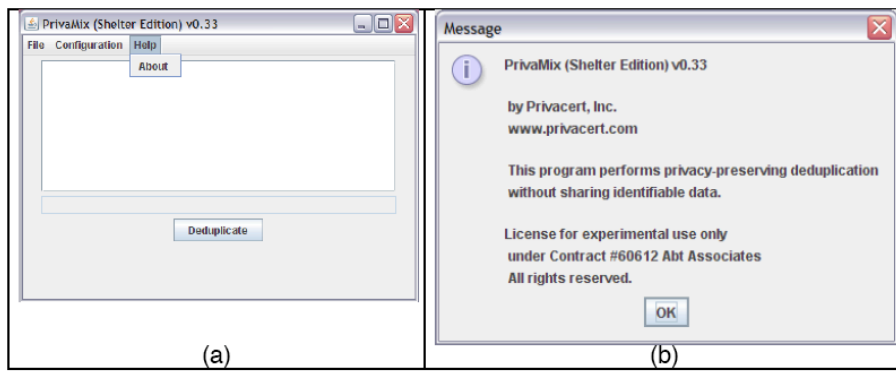 PrivaMix (Shelter Edition) v0.33
File Configuration Help
About
Deduplicate
(a)
Message
PrivaMix (Shelter Edition) v0.33
by Privacert, Inc.
www.privacert.com
This program performs privacy-preserving deduplication
without sharing identifiable data.
License for experimental use only
under Contract #60612 Abt Associates
All rights reserved.
OK
(b)